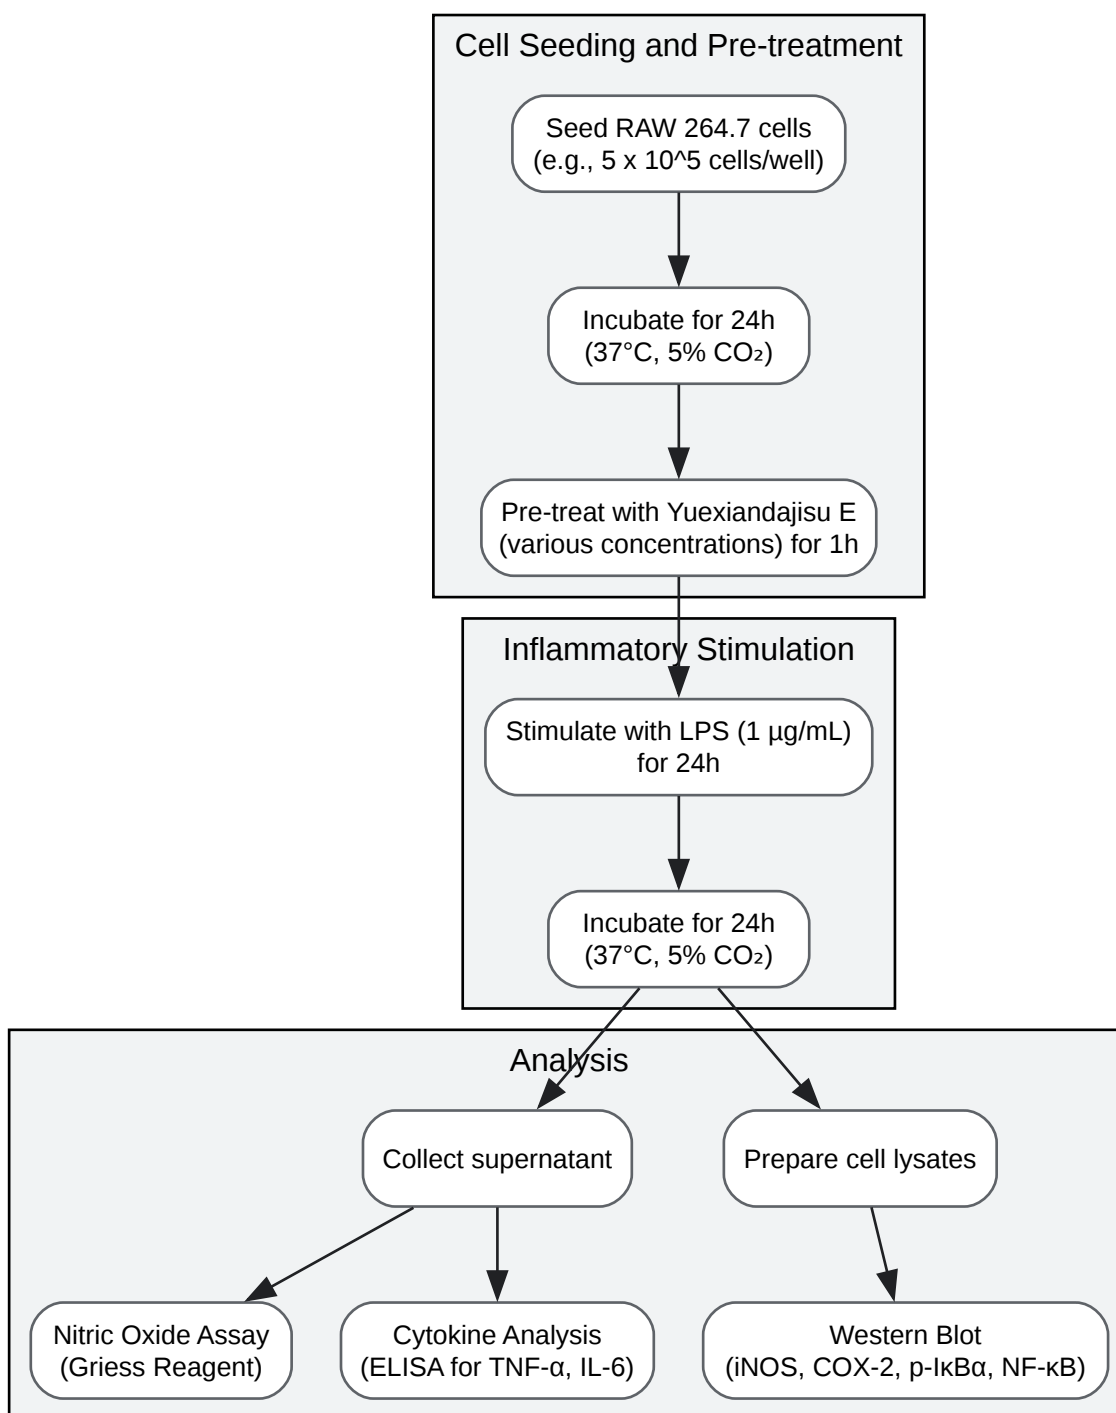 Cell Seeding and Pre-treatment
Seed RAW 264.7 cells
(e.g., 5 x 10^5 cells/well)
Incubate for 24h
(37°C, 5% CO₂)
Pre-treat with Yuexiandajisu E
(various concentrations) for 1h
Inflammatory Stimulation
Stimulate with LPS (1 µg/mL)
for 24h
Incubate for 24h
(37°C, 5% CO₂)
Analysis
Collect supernatant
Prepare cell lysates
Nitric Oxide Assay
(Griess Reagent)
Cytokine Analysis
(ELISA for TNF-α, IL-6)
Western Blot
(iNOS, COX-2, p-IκBα, NF-κB)